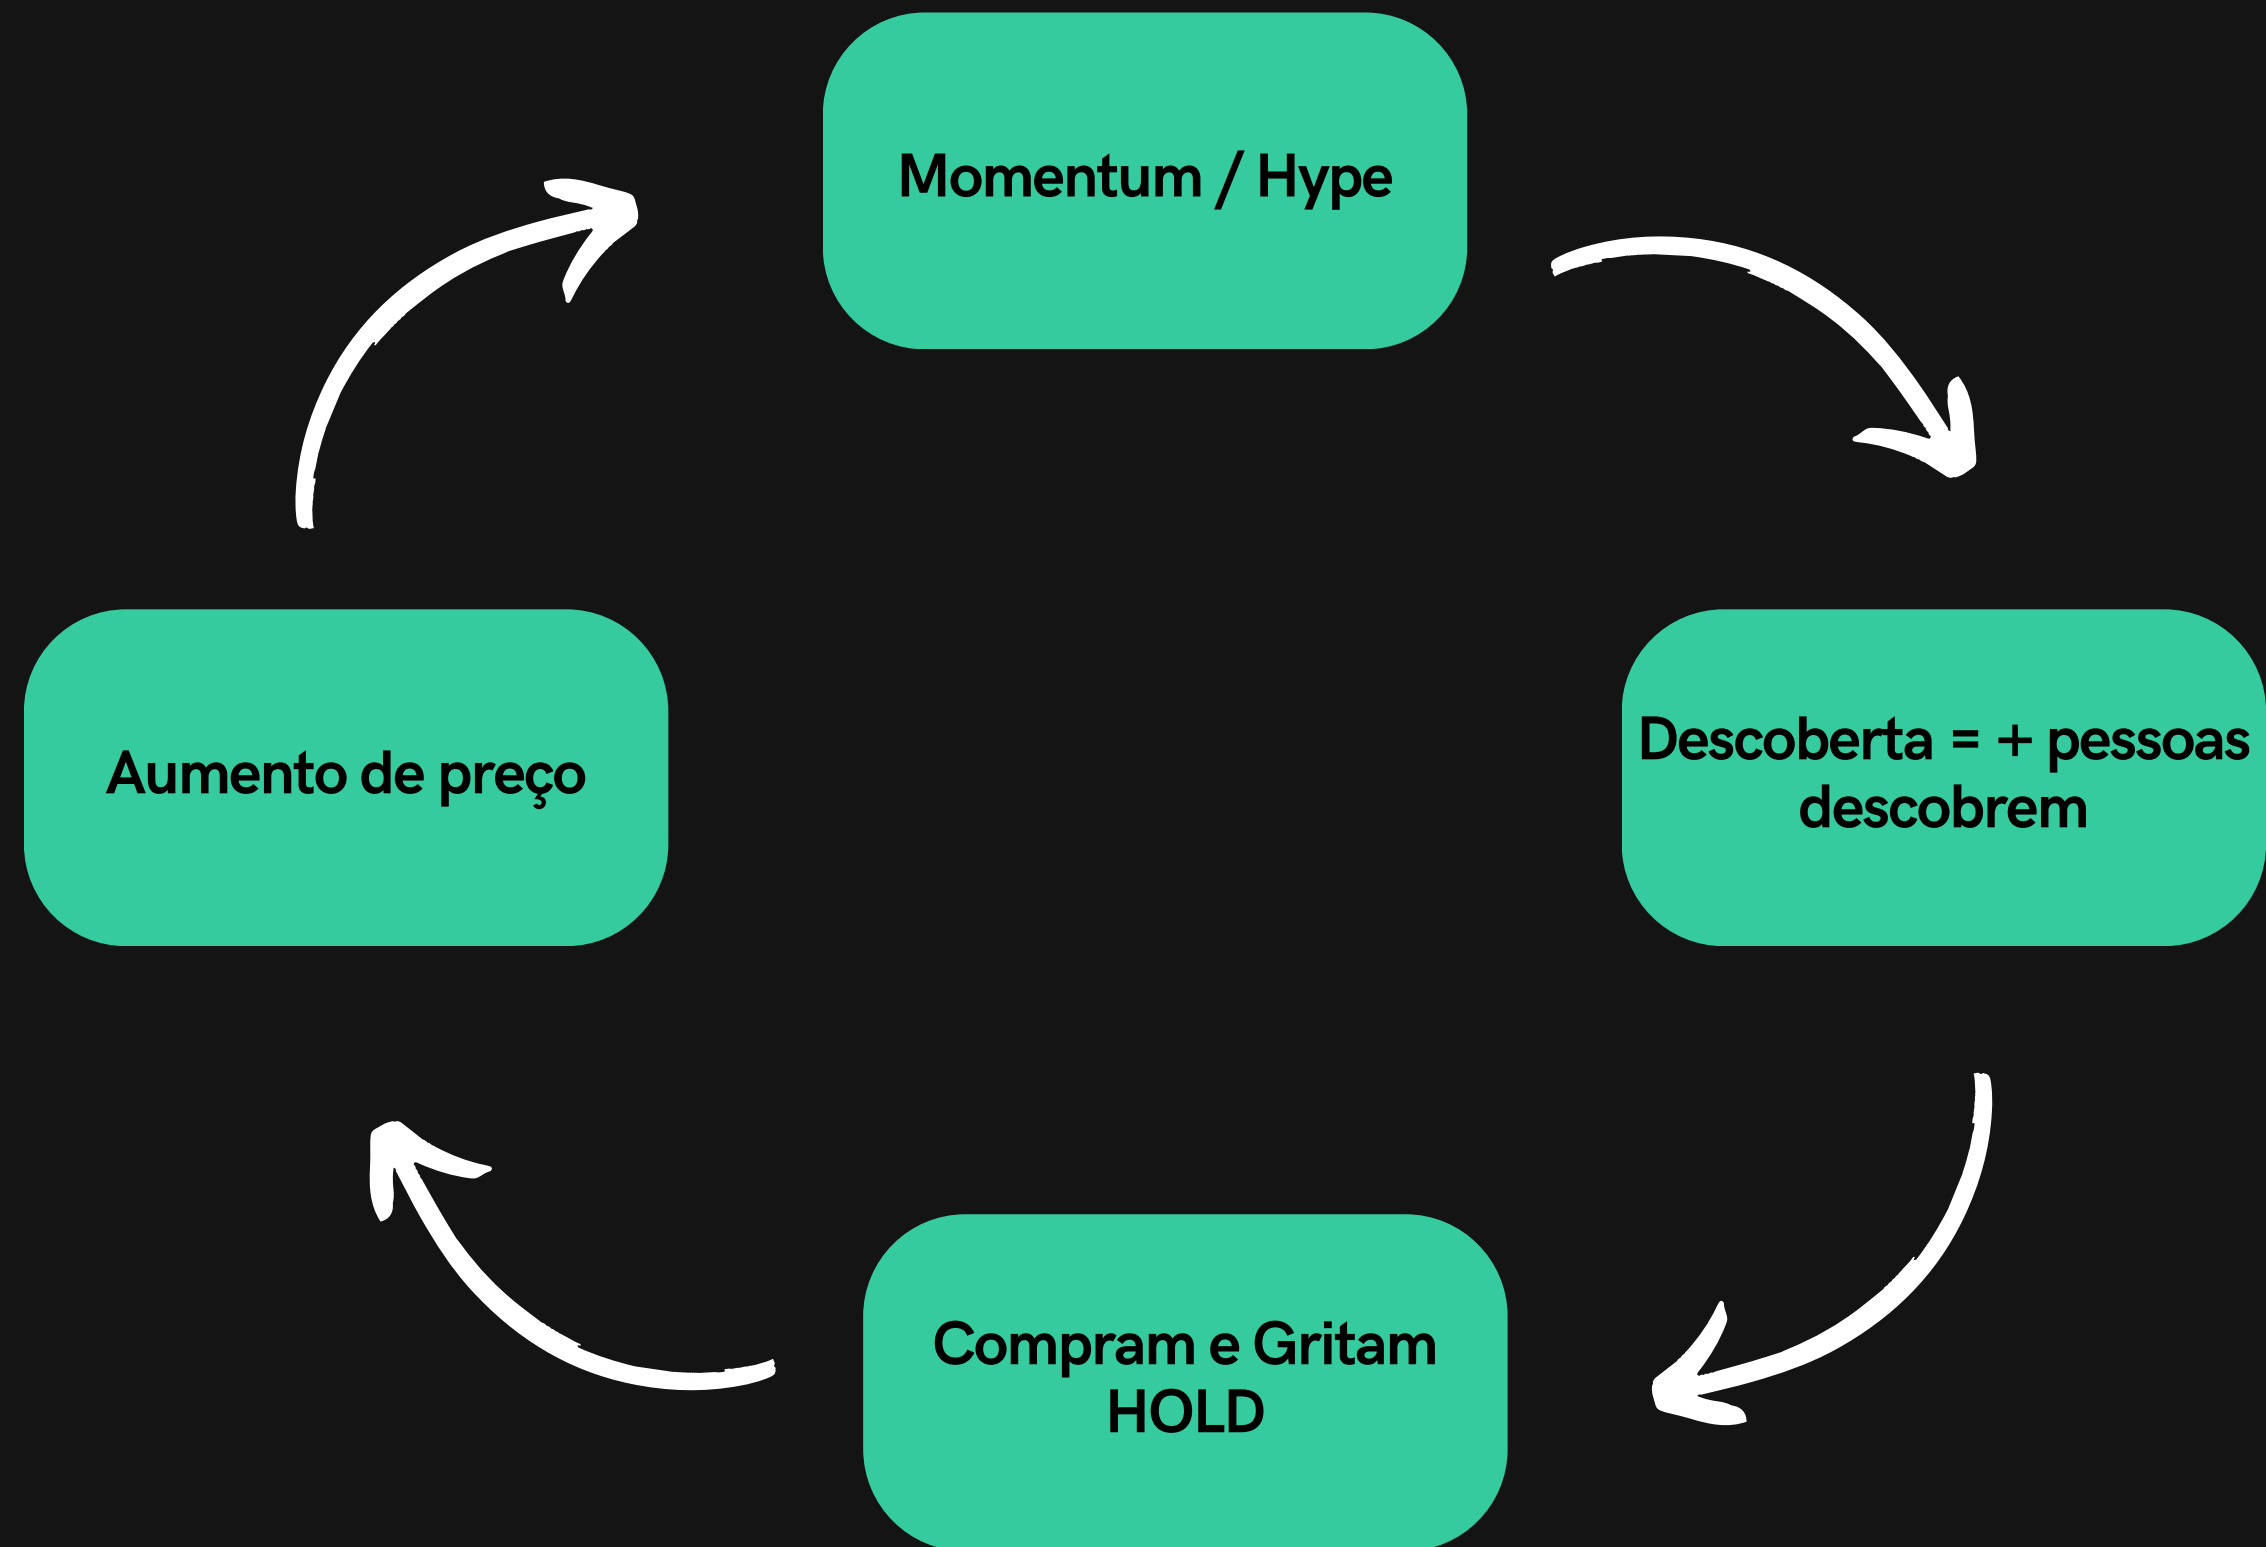 Momentum / Hype
Aumento de preço
Descoberta = + pessoas
descobrem
Compram e Gritam
HOLD